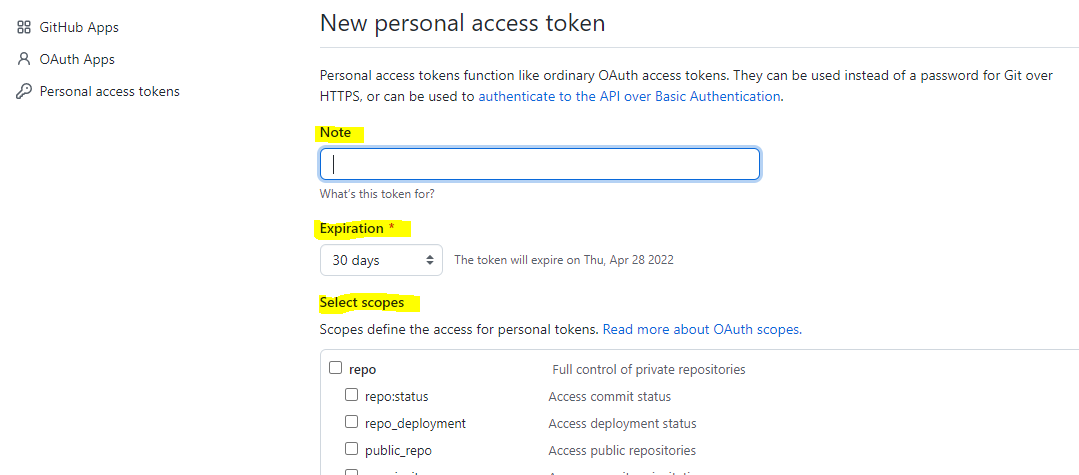 GitHub Apps
OAuth Apps
Personal access tokens
New personal access token
Personal access tokens function like ordinary OAuth access tokens. They can be used instead of a password for Git over
HTTPS, or can be used to authenticate to the API over Basic Authentication.
Note
What's this token for?
Expiration *
30 days The token will expire on Thu, Apr 28 2022
Select scopes
Scopes define the access for personal tokens. Read more about OAuth scopes.
repo Full control of private repositories
repo:status Access commit status
repo_deployment Access deployment status
public_repo Access public repositories